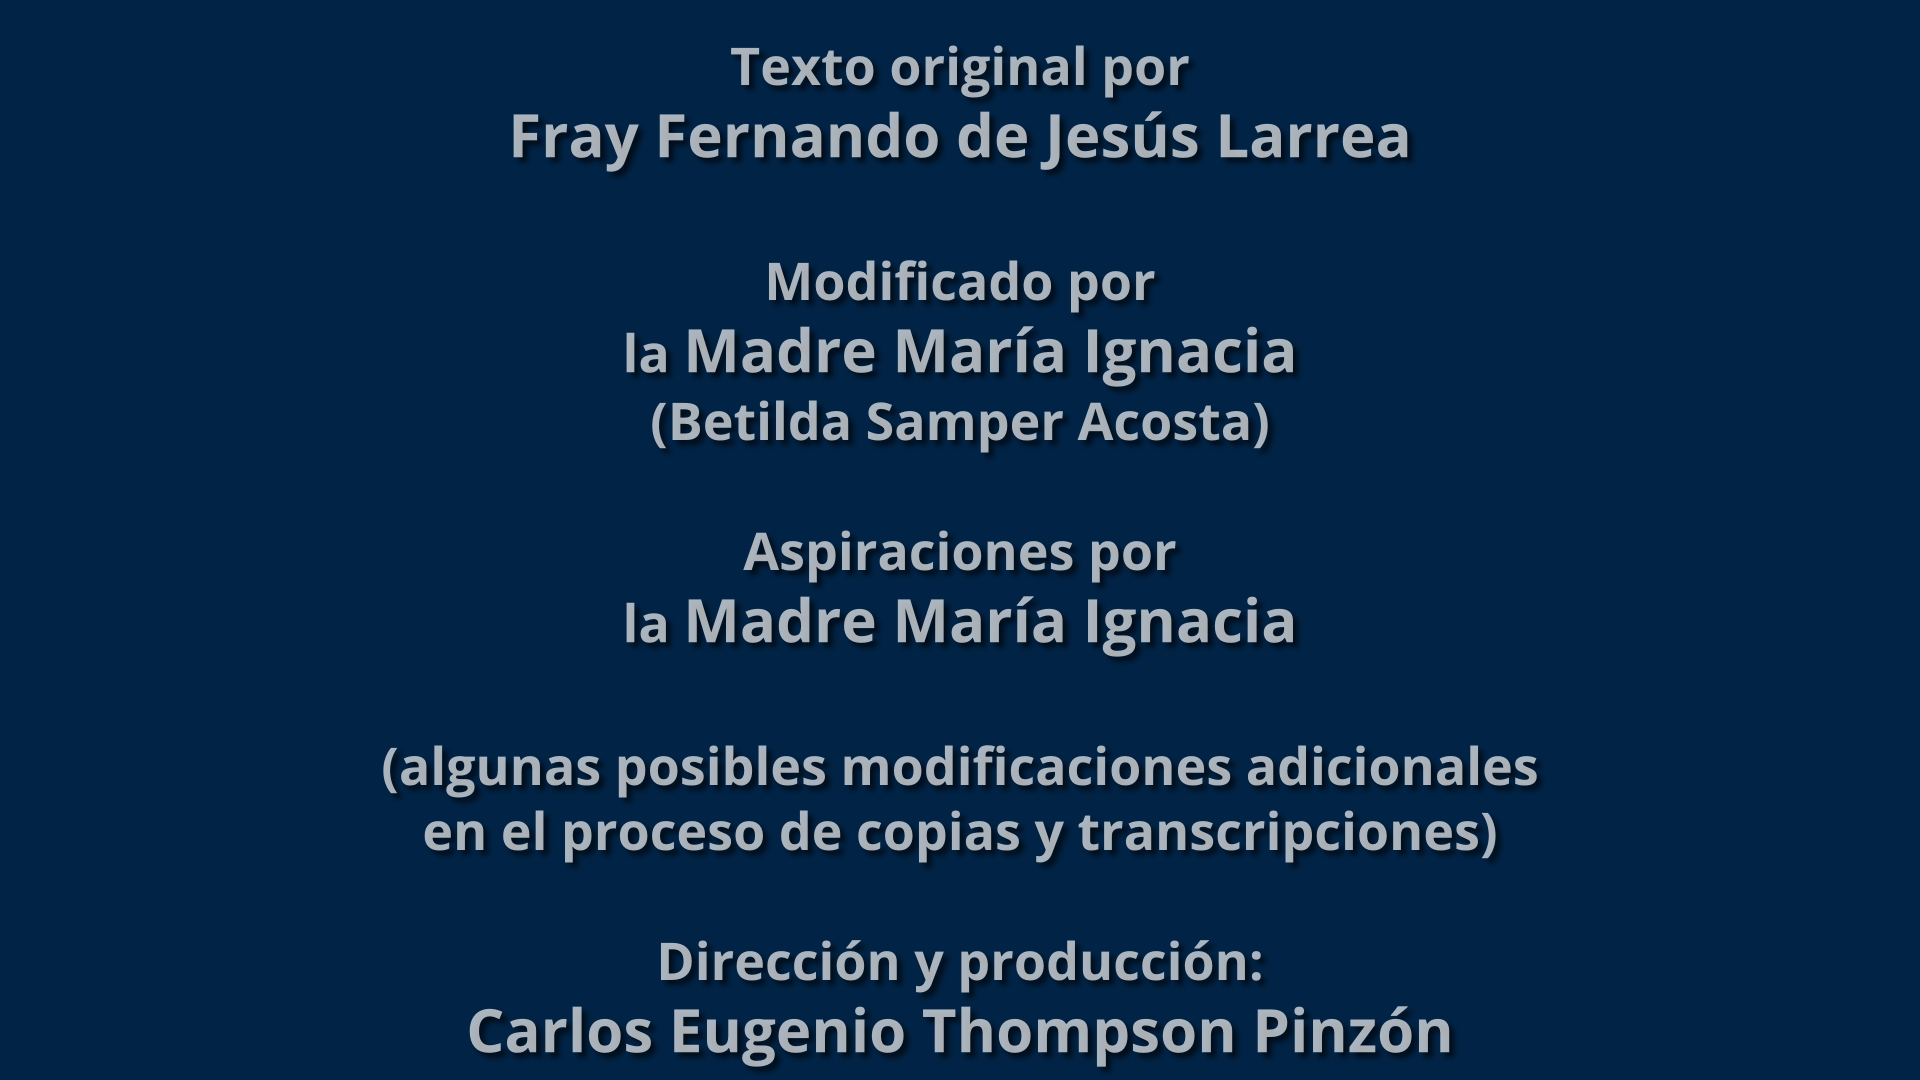 Texto original por
Fray Fernando de Jesús Larrea
Modificado por
la Madre María Ignacia
(Betilda Samper Acosta)
Aspiraciones por
la Madre María Ignacia
(algunas posibles modificaciones adicionales
en el proceso de copias y transcripciones)
Dirección y producción:
Carlos Eugenio Thompson Pinzón